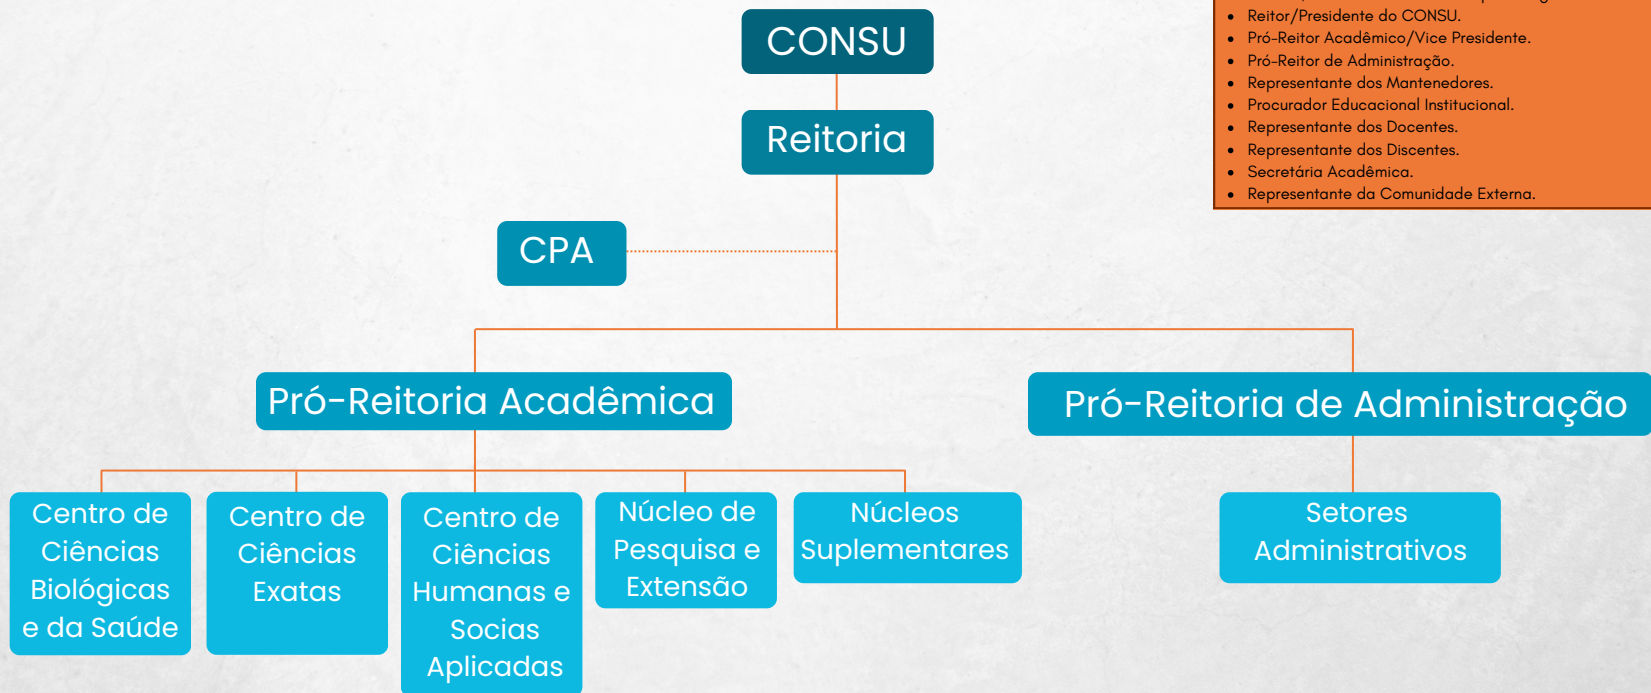 CONSU
Reitor/Presidente do CONSU.
Pró-Reitor Acadêmico/Vice Presidente.
Pró-Reitor de Administração.
Representante dos Mantenedores.
Procurador Educacional Institucional.
Representante dos Docentes.
Representante dos Discentes.
Secretária Acadêmica.
Representante da Comunidade Externa.
Reitoria
CPA
Pró-Reitoria Acadêmica
Pró-Reitoria de Administração
Centro de
Ciências
Biológicas
e da Saúde
Centro de
Ciências
Exatas
Centro de
Ciências
Humanas e
Socias
Aplicadas
Núcleo de
Pesquisa e
Extensão
Núcleos
Suplementares
Setores
Administrativos